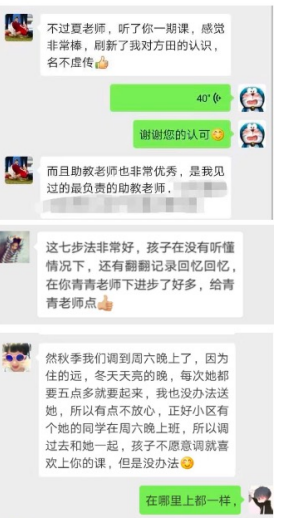 不过夏老师，听了你一期课，感觉
非常棒，刷新了我对方田的认识，
名不虚传👍
40"
谢谢您的认可😊
而且助教老师也非常优秀，是我见
过的最负责的助教老师，
这七步法非常好，孩子在没有听懂
情况下，还有翻翻记录回忆回忆，
在你青青老师下进步了好多，给青
青老师点👍
然秋季我们调到周六晚上了，因为
住的远，冬天天亮的晚，每次她都
要五点多就要起来，我也没办法送
她，所以有点不放心，正好小区有
个她的同学在周六晚上班，所以调
过去和她一起，孩子不愿意调就喜
欢上你的课，但是没办法😊
在哪里上都一样，